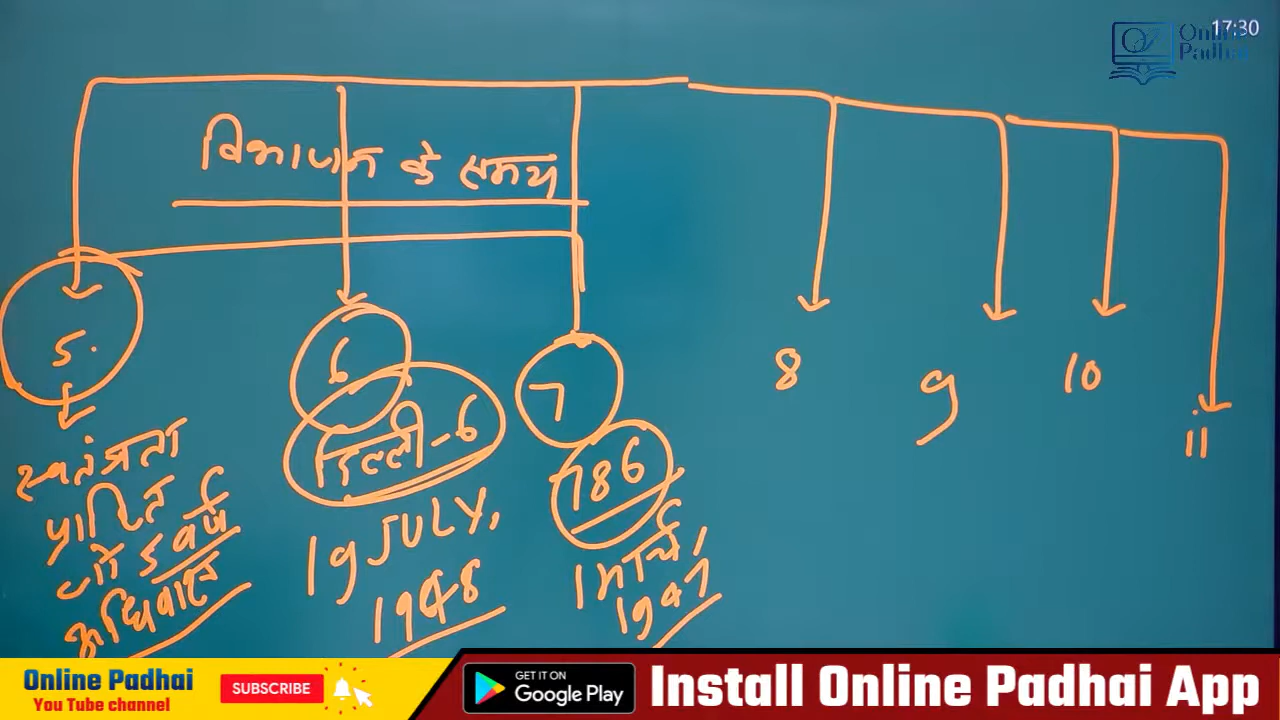 17:30
Online
Padhai
विभाजन के समय
5.
स्वतंत्रता
प्राप्ति
के 5 वर्ष
अधिवास
6
दिल्ली-6
19 JULY,
1948
7
786
1 मार्च,
1947
8
9
10
11
Online Padhai
You Tube channel
SUBSCRIBE
GET IT ON
Google Play
Install Online Padhai App